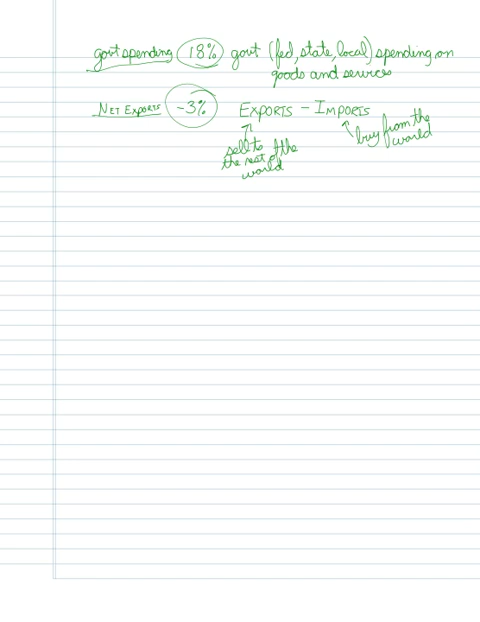 govt spending 18% govt (fed, state, local) spending on
goods and services
NET EXPORTS -3% EXPORTS - IMPORTS
sell to the
the rest of
world
buy from the
world